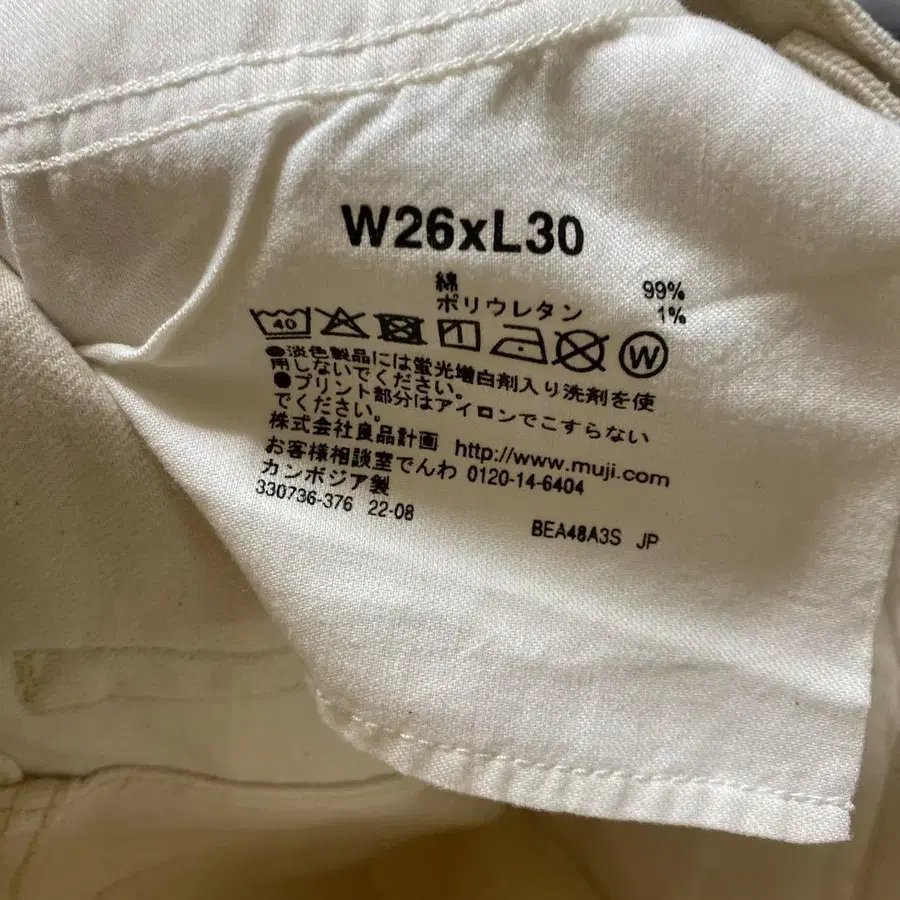 W26xL30
綿 99%
ポリウレタン 1%
40 W
●淡色製品には蛍光増白剤入り洗剤を使
用しないでください。
●プリント部分はアイロンでこすらない
でください。
株式会社良品計画 http://www.muji.com
お客様相談室でんわ 0120-14-6404
カンボジア製
330736-376 22-08 BEA48A3S JP